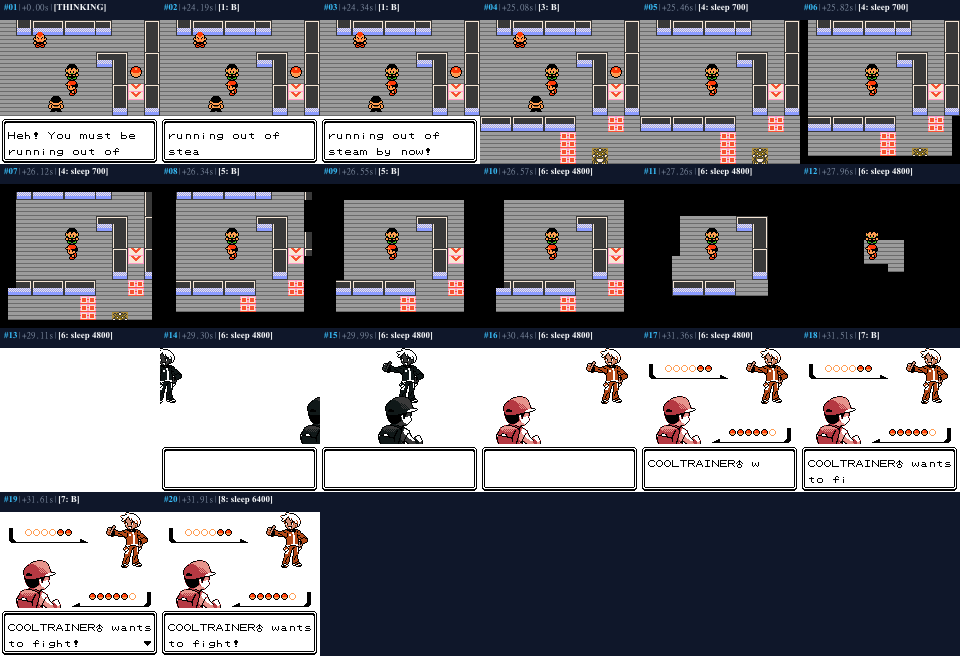 #01|+0.00s|[THINKING]
#02|+24.19s|[1: B]
#03|+24.34s|[1: B]
#04|+25.08s|[3: B]
#05|+25.46s|[4: sleep 700]
#06|+25.82s|[4: sleep 700]
Heh! You must be
running out of
running out of
stea
running out of
steam by now!
#07|+26.12s|[4: sleep 700]
#08|+26.34s|[5: B]
#09|+26.55s|[5: B]
#10|+26.57s|[6: sleep 4800]
#11|+27.26s|[6: sleep 4800]
#12|+27.96s|[6: sleep 4800]
#13|+29.11s|[6: sleep 4800]
#14|+29.30s|[6: sleep 4800]
#15|+29.99s|[6: sleep 4800]
#16|+30.44s|[6: sleep 4800]
#17|+31.36s|[6: sleep 4800]
#18|+31.51s|[7: B]
COOLTRAINER♂ w
COOLTRAINER♂ wants
to fi
#19|+31.61s|[7: B]
#20|+31.91s|[8: sleep 6400]
COOLTRAINER♂ wants
to fight!
COOLTRAINER♂ wants
to fight!